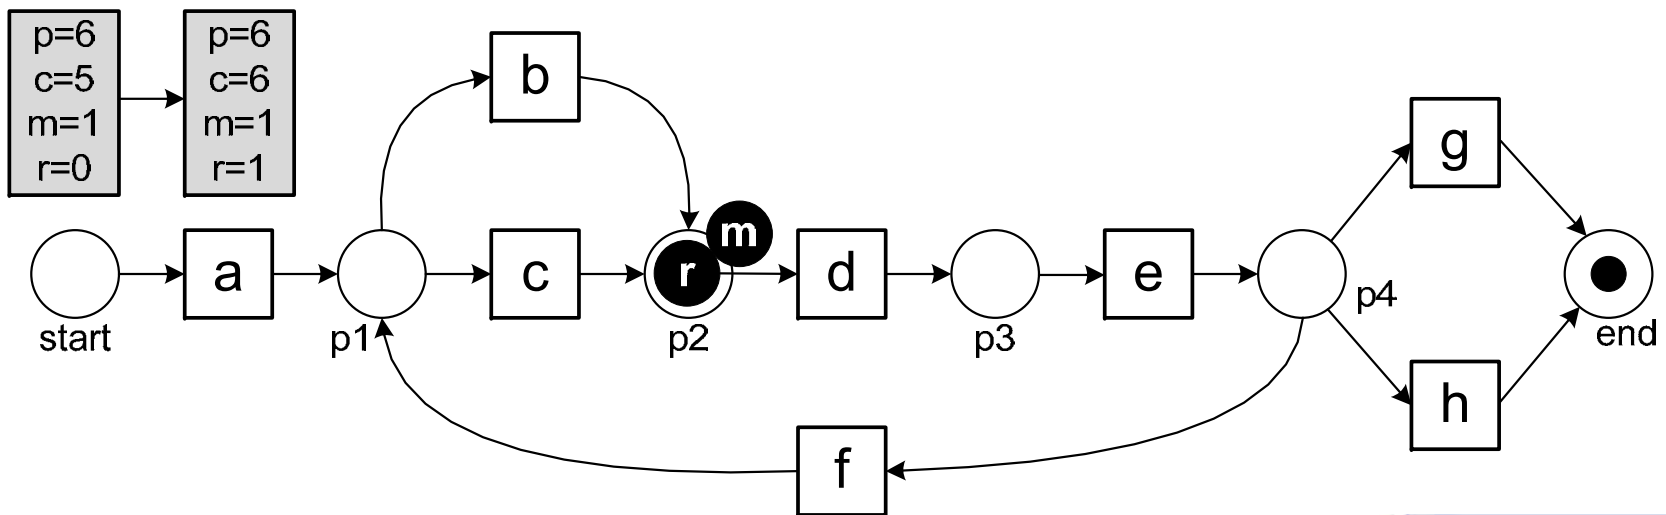 p=6
c=5
m=1
r=0
p=6
c=6
m=1
r=1
b
g
m
a
c
r
d
e
p4
start
p1
p2
p3
end
h
f